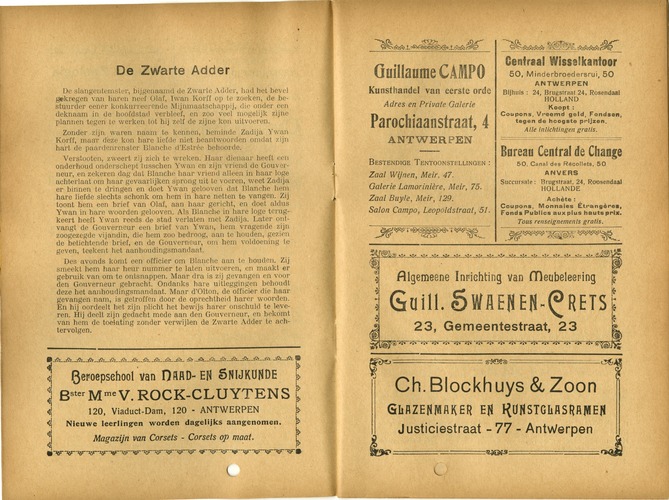 De Zwarte Adder
De slangentemster, bijgenaamd de Zwarte Adder, had het bevel
gekregen van haren neef Olaf, Iwan Korff op te zoeken, de be-
stuurder eener konkurreerende Mijnmaatschappij, die onder een
deknaam in de hoofdstad verbleef, en zoo veel mogelijk zijne
plannen tegen te werken tot bij zelf de zijne kon uitvoeren.
Zonder zijn waren naam te kennen, beminde Zadija Ywan
Korff, maar deze kon hare liefde niet beantwoorden omdat zijn
hart de paardenrenster Blanche d'Estrée behoorde.
Verstooten, zweert zij zich te wreken. Haar dienaar heeft een
onderhoud onderschept tusschen Ywan en zijn vriend de Gouver-
neur, en zekeren dag dat Blanche haar vriend alleen in haar loge
achterlaat om haar gevaarlijken sprong uit te voeren, weet Zadija
er binnen te dringen en doet Ywan gelooven dat Blanche hem
hare liefde slechts schonk om hem in hare netten te vangen. Zij
toont hem een brief van Olaf, aan haar gericht, en doet aldus
Ywan in hare woorden gelooven. Als Blanche in hare loge terug-
keert heeft Ywan reeds de stad verlaten met Zadija. Later ont-
vangt de Gouverneur een brief van Ywan, hem vragende zijn
zoogezegde vijandin, die hem zoo bedroog, aan te houden, gezien
de betichtende brief, en de Gouverneur, om hem voldoening te
geven, teekent het aanhoudingsmandaat.
Des avonds komt een officier om Blanche aan te houden. Zij
smeekt hem haar heur nummer te laten uitvoeren, en maakt er
gebruik van om te ontsnappen. Maar dra is zij gevangen en voor
den Gouverneur gebracht. Ondanks hare uitleggingen behoudt
deze het aanhoudingsmandaat. Maar d'Olton, de officier die haar
gevangen nam, is getroffen door de oprechtheid harer woorden.
En hij oordeelt het zijn plicht het bewijs harer onschuld te leve-
ren. Hij deelt zijn gedacht mede aan den Gouverneur, en bekomt
van hem de toelating zonder verwijlen de Zwarte Adder te ach-
tervolgen.
Beroepschool van NAAD- EN SNIJKUNDE
Bster Mme V. ROCK-CLUYTENS
120, Viaduct-Dam, 120 - ANTWERPEN
Nieuwe leerlingen worden dagelijks aangenomen.
Magazijn van Corsets - Corsets op maat.
Guillaume CAMPO
Kunsthandel van eerste orde
Adres en Private Galerie
Parochiaanstraat, 4
ANTWERPEN
BESTENDIGE TENTOONSTELLINGEN :
Zaal Wijnen, Meir, 47.
Galerie Lamorinière, Meir, 75.
Zaal Buyle, Meir, 129.
Salon Campo, Leopoldstraat, 51.
Centraal Wisselkantoor
50, Minderbroedersrui, 50
ANTWERPEN
Bijhuis : 24, Brugstraat 24, Rosendaal
HOLLAND
Koopt :
Coupons, Vreemd geld, Fondsen,
tegen de hoogste prijzen.
Alle inlichtingen gratis.
Bureau Central de Change
50, Canal des Récollets, 50
ANVERS
Succursale : Brugstraat, 24, Roosendaal
HOLLANDE
Achète :
Coupons, Monnaies Étrangères,
Fonds Publics aux plus hauts prix.
Tous renseignements gratis.
Algemeene Inrichting van Meubeleering
Guill. SWAENEN-CRETS
23, Gemeentestraat, 23
Ch. Blockhuys & Zoon
GLAZENMAKER EN KUNSTGLASRAMEN
Justiciestraat - 77 - Antwerpen